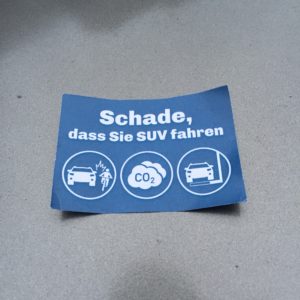 Schade,
dass Sie SUV fahren
CO₂